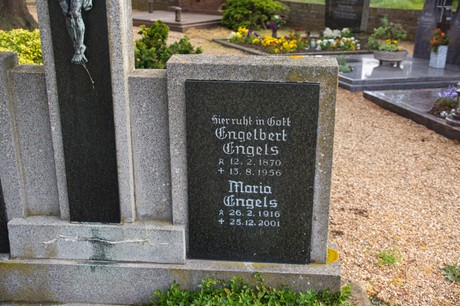 Hier ruht in Gott
Engelbert
Engels
* 12. 2. 1870
+ 13. 8. 1956
Maria
Engels
* 26. 2. 1916
+ 25. 12. 2001